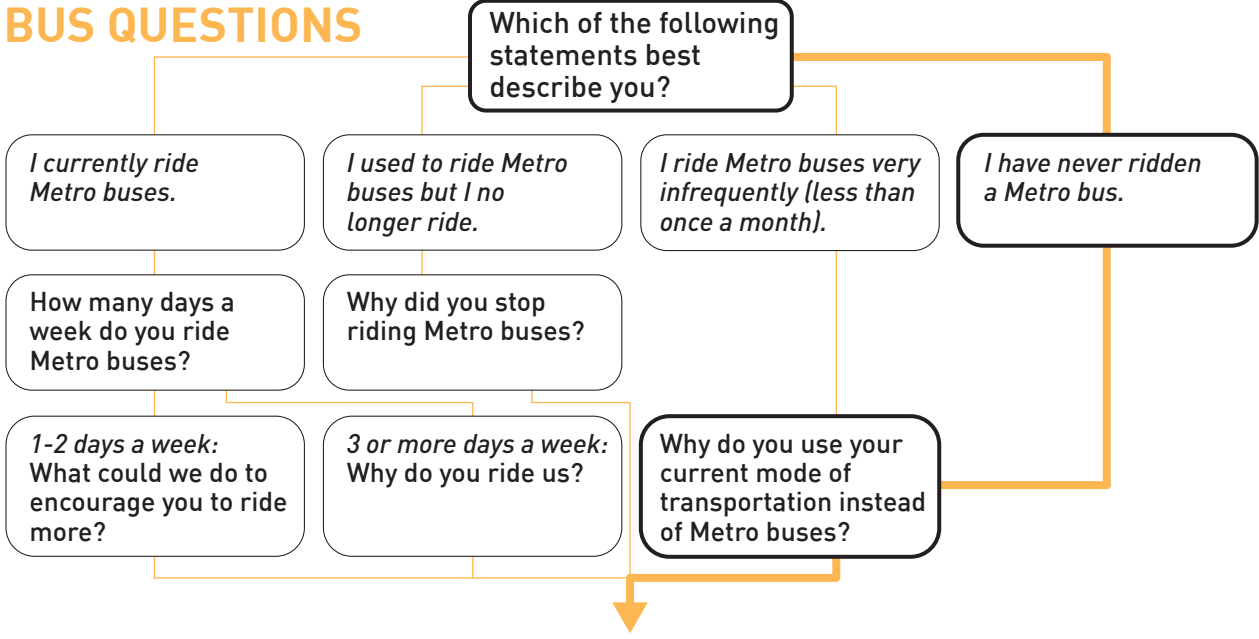 BUS QUESTIONS
Which of the following
statements best
describe you?
I currently ride
Metro buses.
I used to ride Metro
buses but I no
longer ride.
I ride Metro buses very
infrequently (less than
once a month).
I have never ridden
a Metro bus.
How many days a
week do you ride
Metro buses?
Why did you stop
riding Metro buses?
1-2 days a week:
What could we do to
encourage you to ride
more?
3 or more days a week:
Why do you ride us?
Why do you use your
current mode of
transportation instead
of Metro buses?